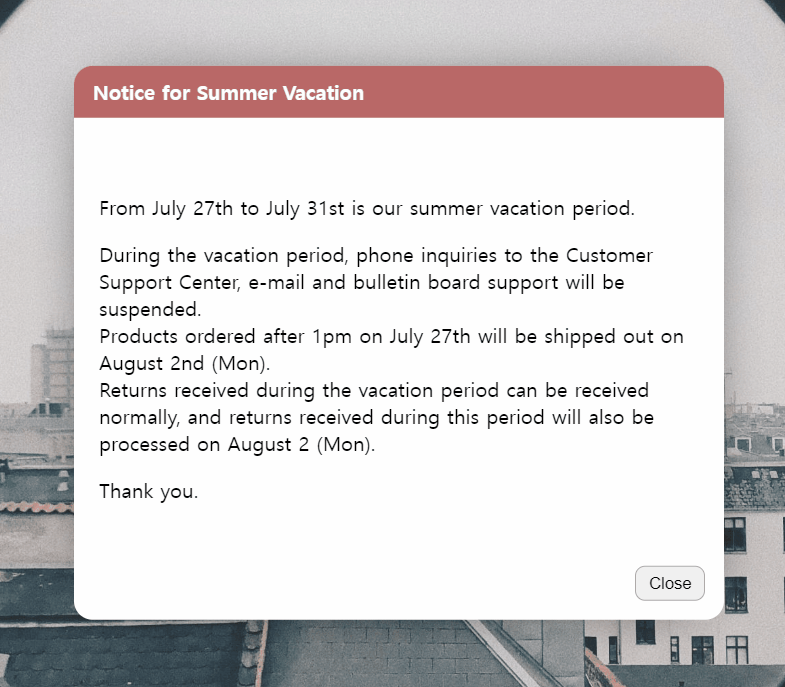 Notice for Summer Vacation
From July 27th to July 31st is our summer vacation period.
During the vacation period, phone inquiries to the Customer
Support Center, e-mail and bulletin board support will be
suspended.
Products ordered after 1pm on July 27th will be shipped out on
August 2nd (Mon).
Returns received during the vacation period can be received
normally, and returns received during this period will also be
processed on August 2 (Mon).
Thank you.
Close